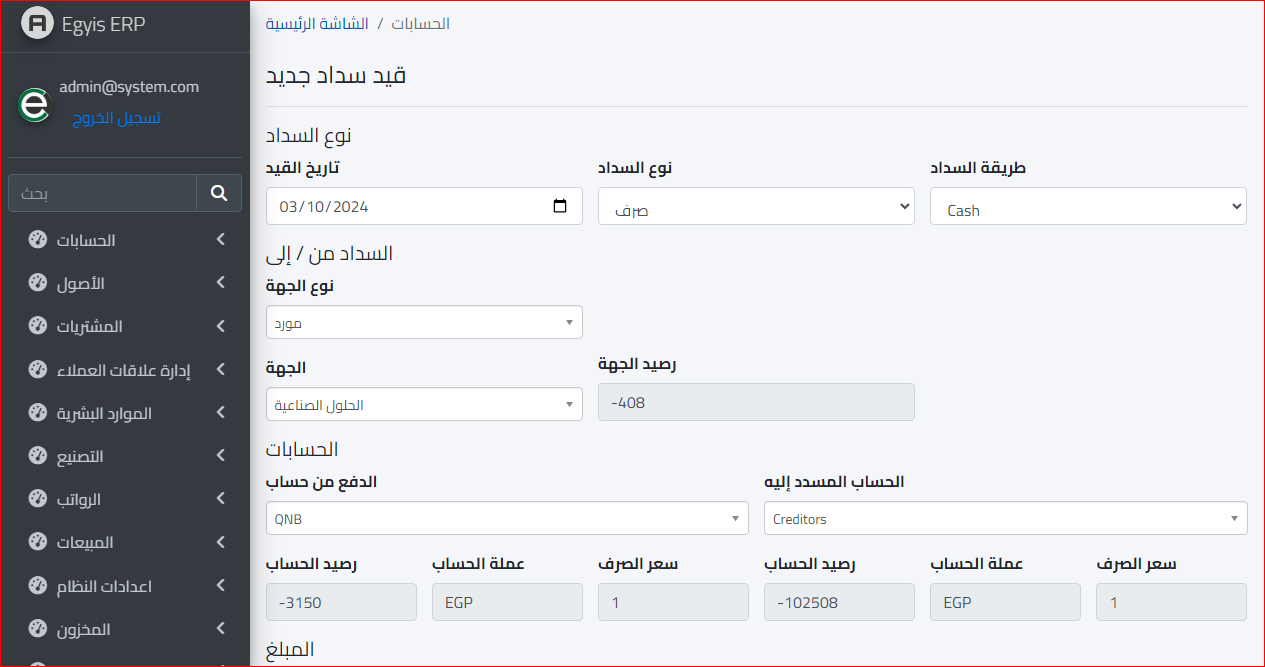 Egyis ERP
admin@system.com
تسجيل الخروج
بحث
الحسابات
الأصول
المشتريات
إدارة علاقات العملاء
الموارد البشرية
التصنيع
الرواتب
المبيعات
اعدادات النظام
المخزون
الشاشة الرئيسية / الحسابات
قيد سداد جديد
نوع السداد
تاريخ القيد نوع السداد طريقة السداد
03/10/2024 صرف Cash
السداد من / إلى
نوع الجهة
مورد
الجهة رصيد الجهة
الحلول الصناعية -408
الحسابات
الدفع من حساب الحساب المسدد إليه
QNB Creditors
رصيد الحساب عملة الحساب سعر الصرف رصيد الحساب عملة الحساب سعر الصرف
-3150 EGP 1 -102508 EGP 1
المبلغ